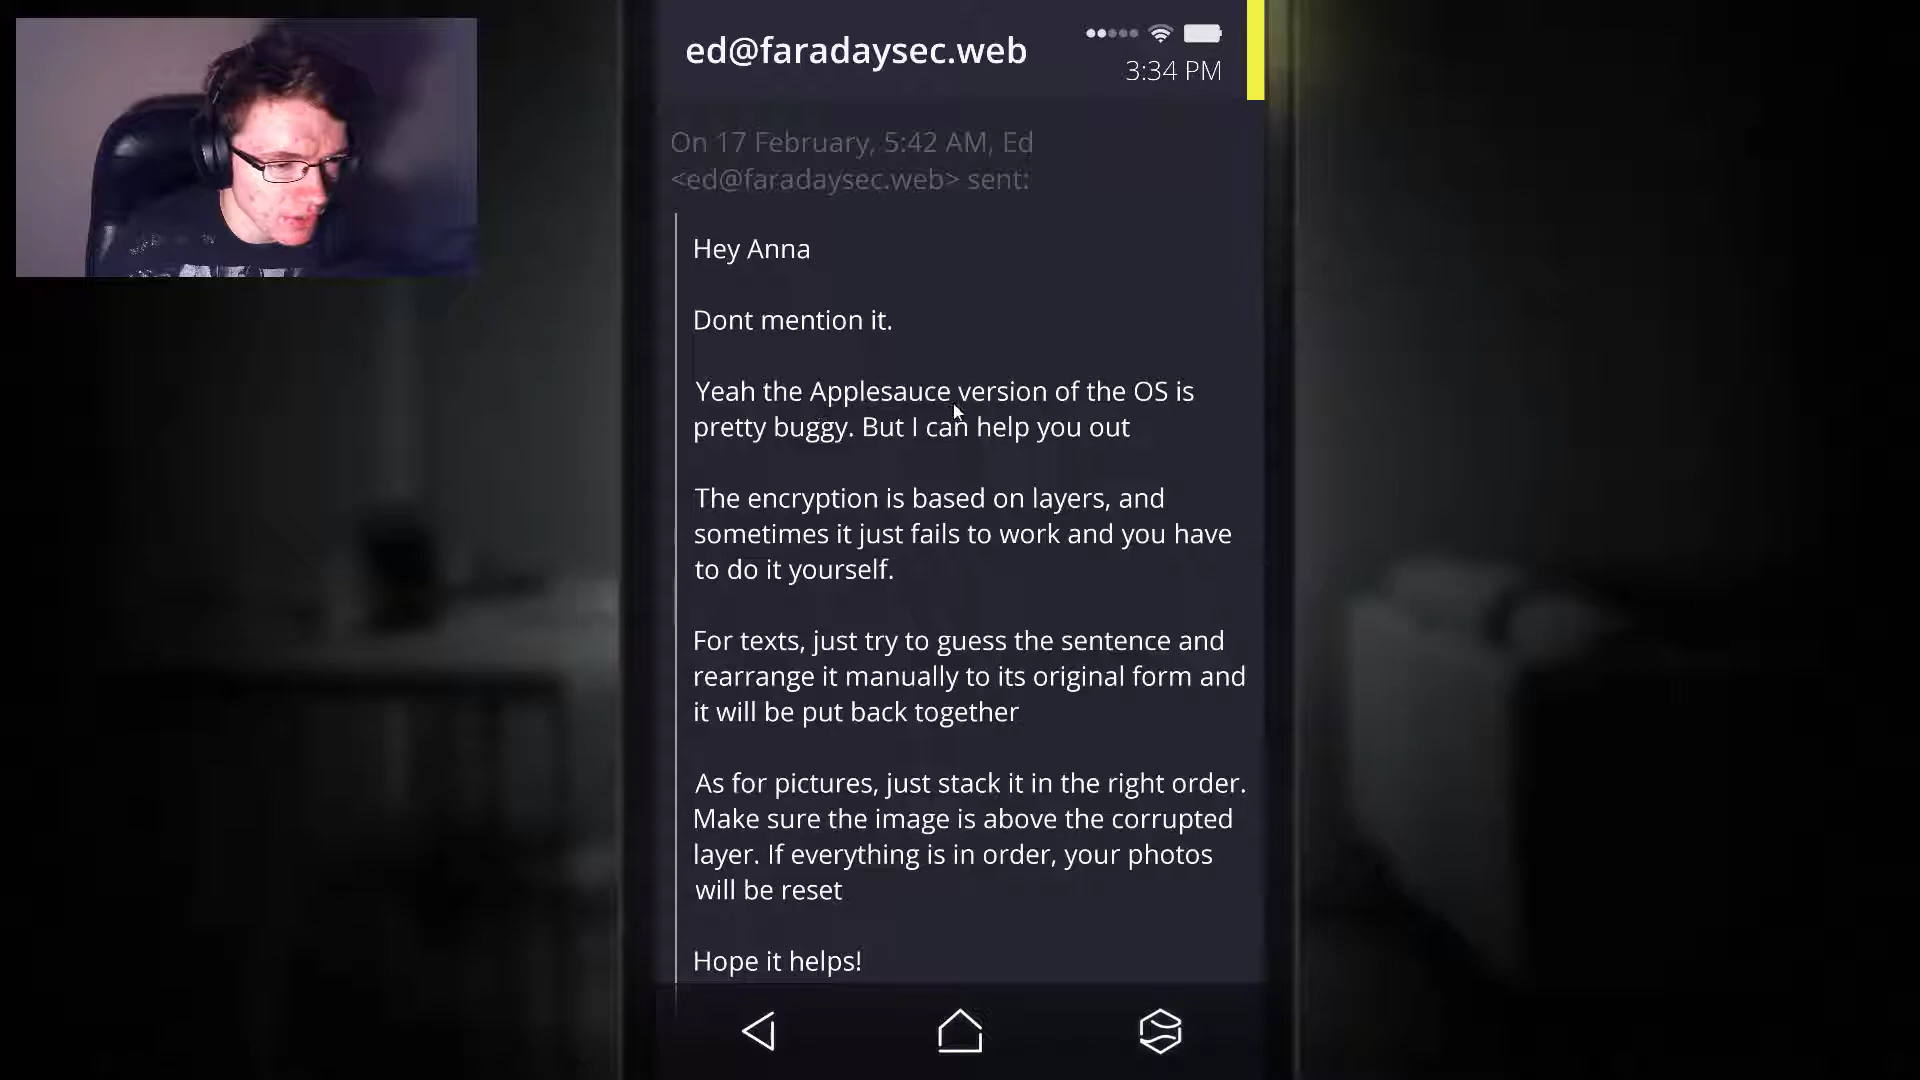 ed@faradaysec.web
3:34 PM
On 17 February, 5:42 AM, Ed
<ed@faradaysec.web> sent:
Hey Anna
Dont mention it.
Yeah the Applesauce version of the OS is
pretty buggy. But I can help you out
The encryption is based on layers, and
sometimes it just fails to work and you have
to do it yourself.
For texts, just try to guess the sentence and
rearrange it manually to its original form and
it will be put back together
As for pictures, just stack it in the right order.
Make sure the image is above the corrupted
layer. If everything is in order, your photos
will be reset
Hope it helps!